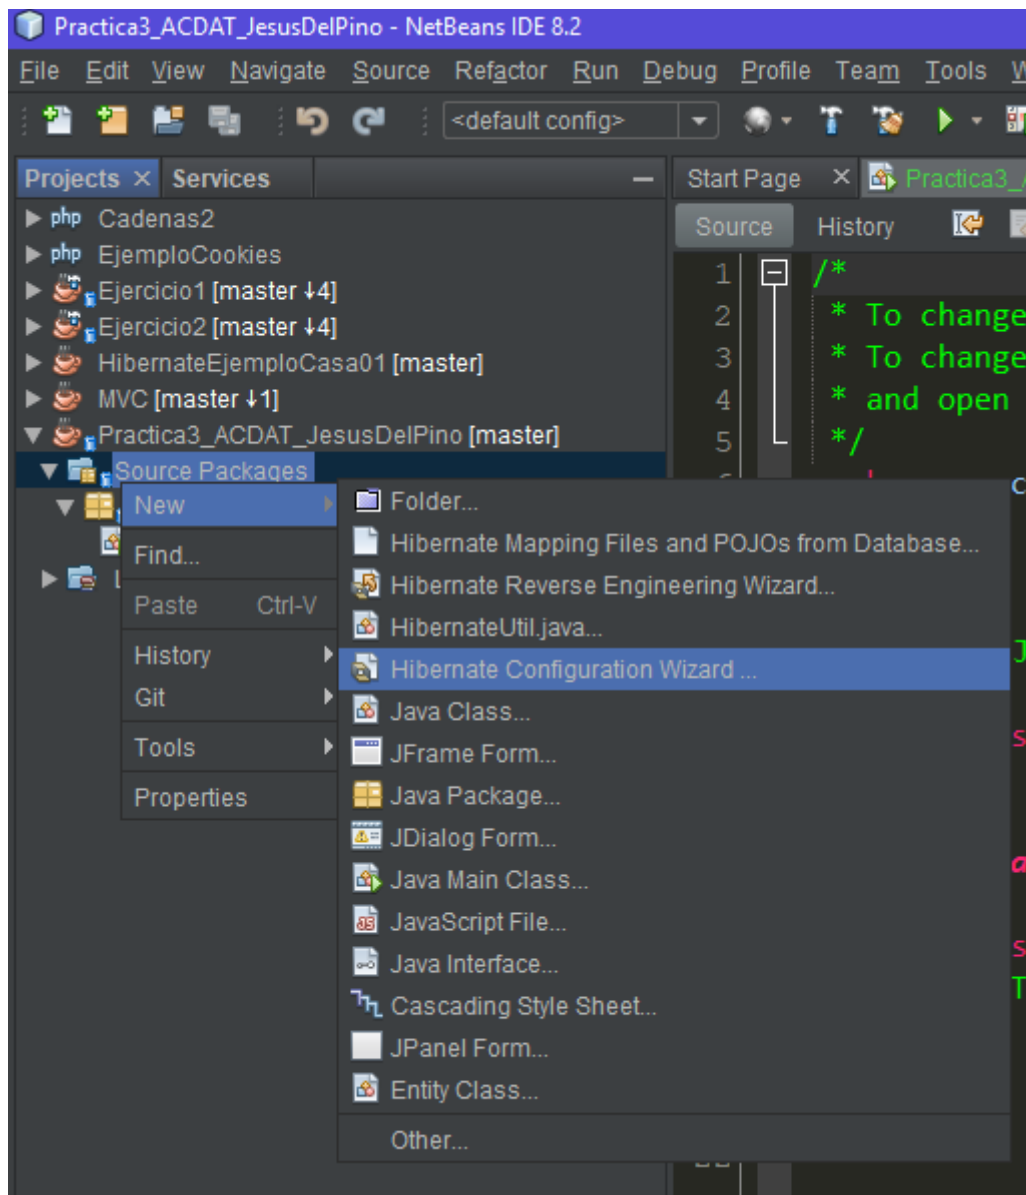 Practica3_ACDAT_JesusDelPino - NetBeans IDE 8.2
File Edit View Navigate Source Refactor Run Debug Profile Team Tools
<default config>
Projects Services
Start Page
Source History
php Cadenas2
php EjemploCookies
Ejercicio1 [master ↓4]
Ejercicio2 [master ↓4]
HibernateEjemploCasa01 [master]
MVC [master ↓1]
Practica3_ACDAT_JesusDelPino [master]
Source Packages
1 /*
2 * To change
3 * To change
4 * and open
5 */
New
Find...
Paste Ctrl-V
History
Git
Tools
Properties
Folder...
Hibernate Mapping Files and POJOs from Database...
Hibernate Reverse Engineering Wizard...
HibernateUtil.java...
Hibernate Configuration Wizard ...
Java Class...
JFrame Form...
Java Package...
JDialog Form...
Java Main Class...
JavaScript File...
Java Interface...
Cascading Style Sheet...
JPanel Form...
Entity Class...
Other...